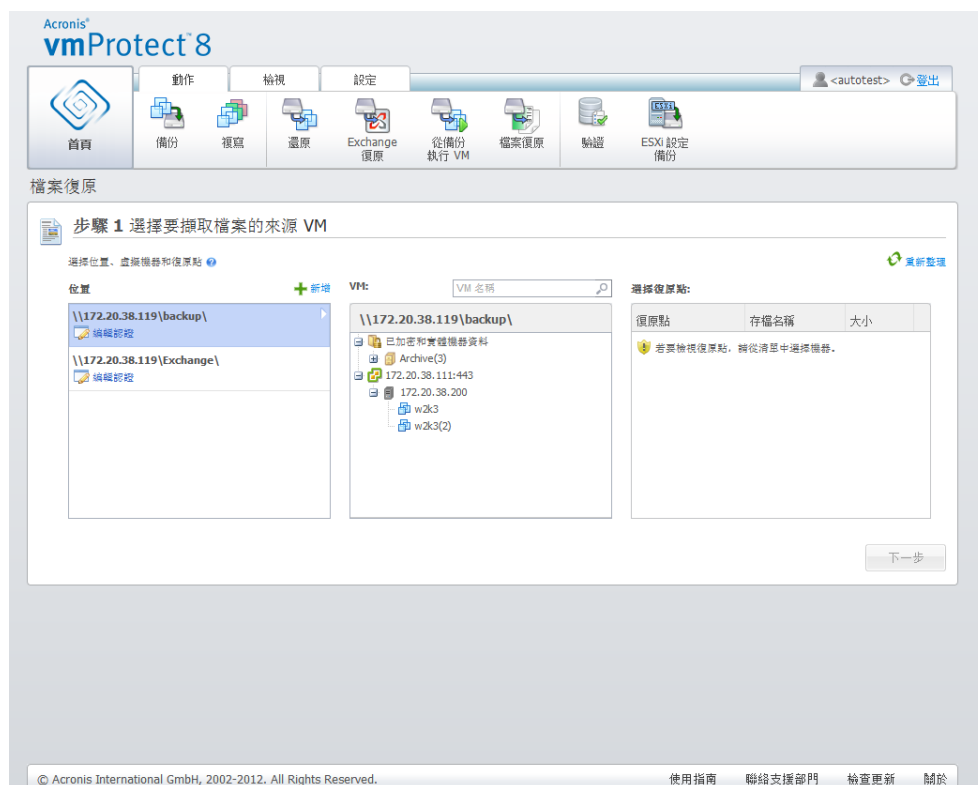 Acronis®
vmProtect™ 8
動作
檢視
設定
<autotest>
登出
首頁
備份
複寫
還原
Exchange
復原
從備份
執行 VM
檔案復原
驗證
ESXi 設定
備份
檔案復原
步驟 1 選擇要擷取檔案的來源 VM
選擇位置、虛擬機器和復原點
重新整理
位置
新增
\\172.20.38.119\backup\
編輯認證
\\172.20.38.119\Exchange\
編輯認證
VM:
VM 名稱
\\172.20.38.119\backup\
已加密和實體機器資料
Archive(3)
172.20.38.111:443
172.20.38.200
w2k3
w2k3(2)
選擇復原點:
復原點
存檔名稱
大小
若要檢視復原點，請從清單中選擇機器。
下一步
© Acronis International GmbH, 2002-2012. All Rights Reserved.
使用指南
聯絡支援部門
檢查更新
關於